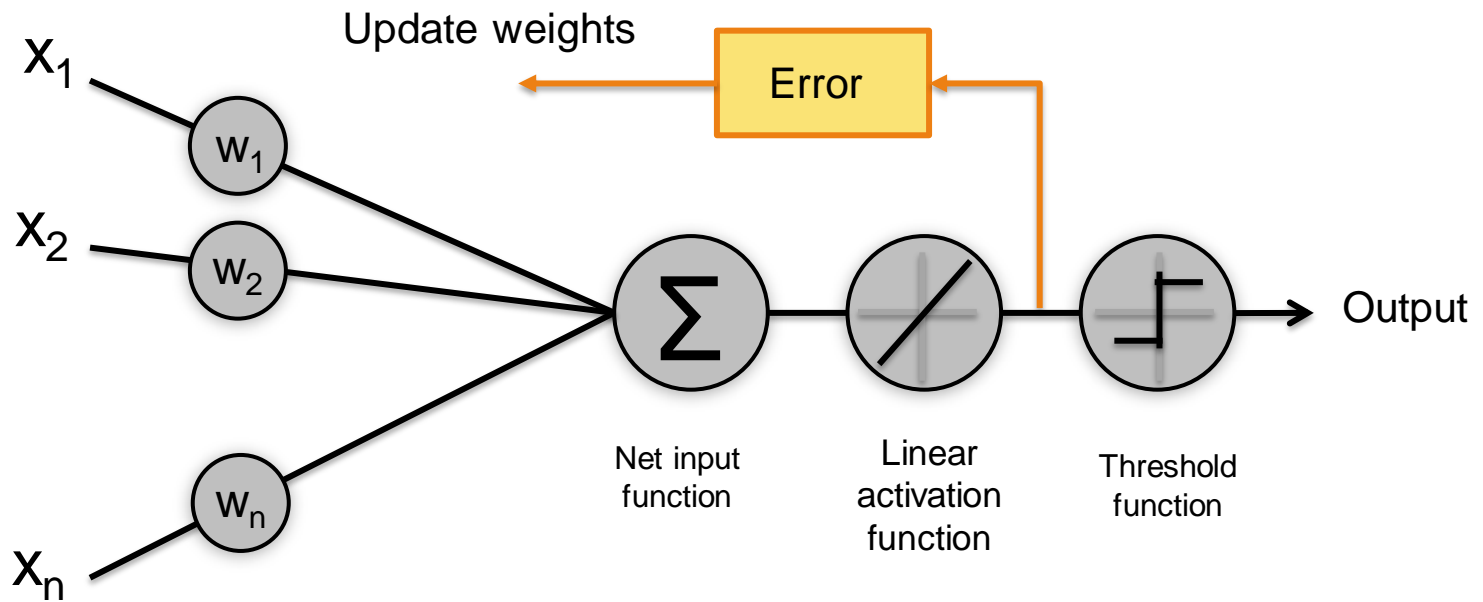 Update weights
Error
x₁
w₁
x₂
w₂
Σ
Output
Net input
function
Linear
activation
function
Threshold
function
wₙ
xₙ